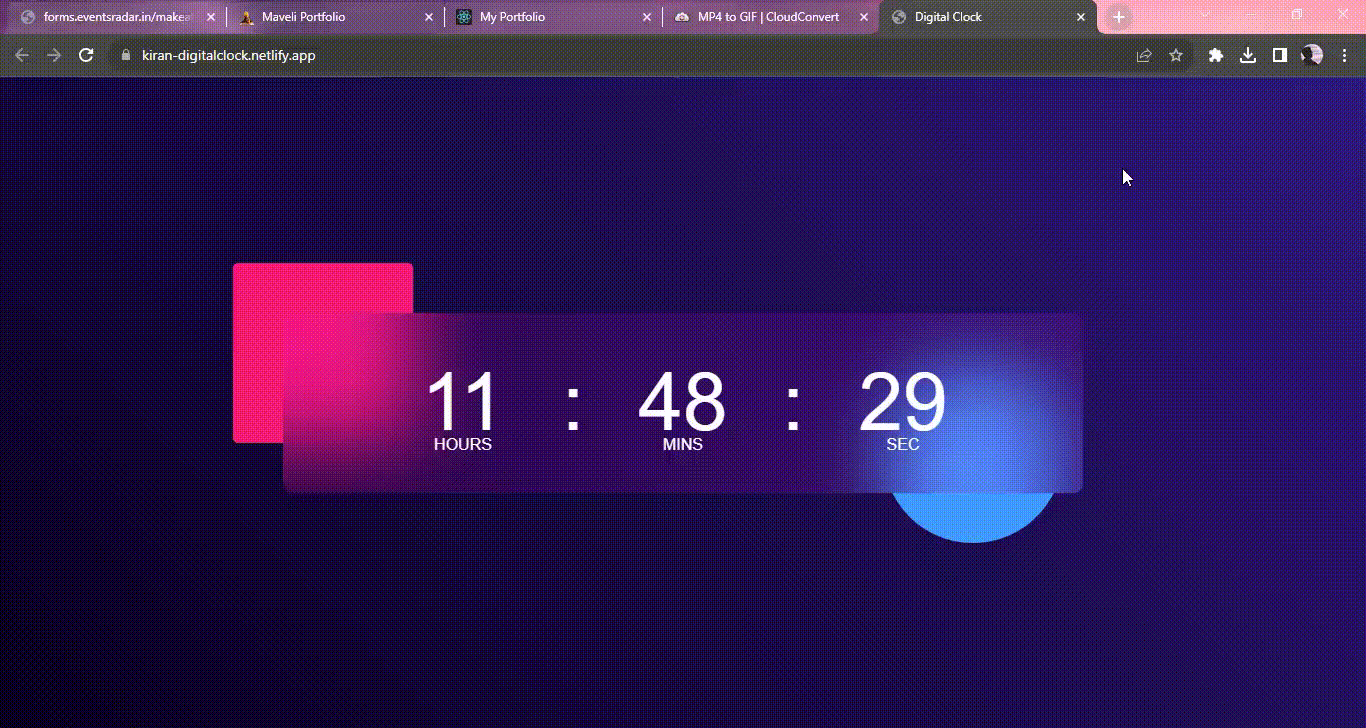 forms.eventsradar.in/makea
Maveli Portfolio
My Portfolio
MP4 to GIF | CloudConvert
Digital Clock
kiran-digitalclock.netlify.app
11 : 48 : 29
HOURS MINS SEC